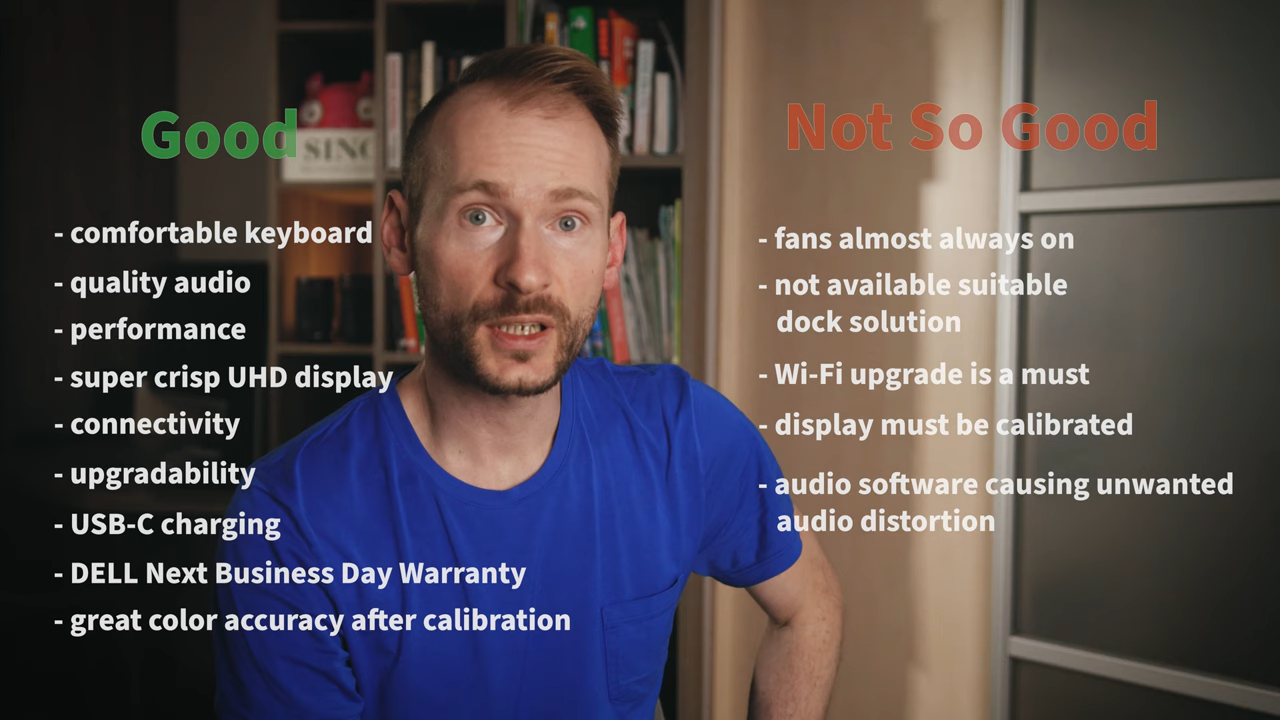 Good
- comfortable keyboard
- quality audio
- performance
- super crisp UHD display
- connectivity
- upgradability
- USB-C charging
- DELL Next Business Day Warranty
- great color accuracy after calibration
Not So Good
- fans almost always on
- not available suitable
dock solution
- Wi-Fi upgrade is a must
- display must be calibrated
- audio software causing unwanted
audio distortion